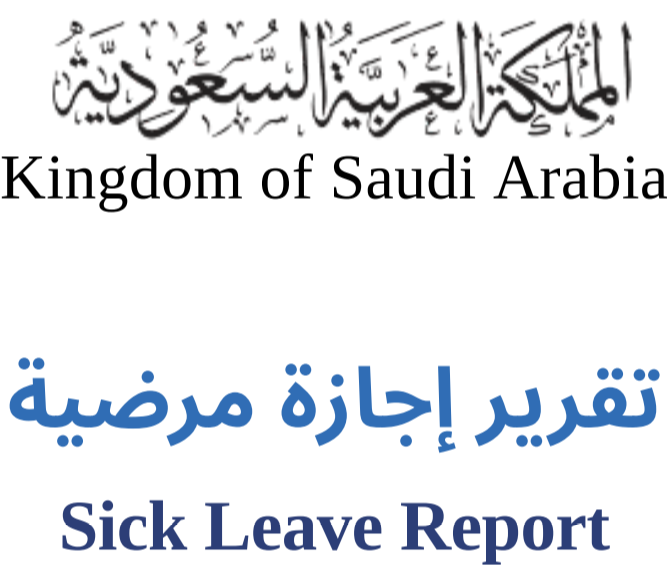 المملكة العربية السعودية
Kingdom of Saudi Arabia
تقرير إجازة مرضية
Sick Leave Report